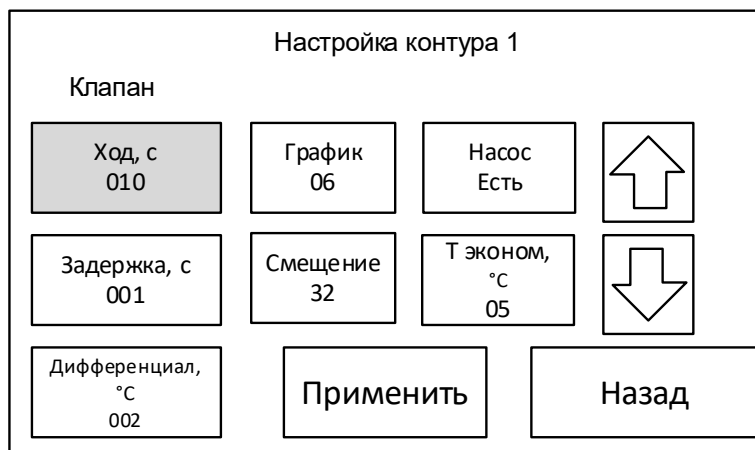 Настройка контура 1
Клапан
Ход, с
010
График
06
Насос
Есть
Задержка, с
001
Смещение
32
Т эконом,
°С
05
Дифференциал,
°С
002
Применить
Назад